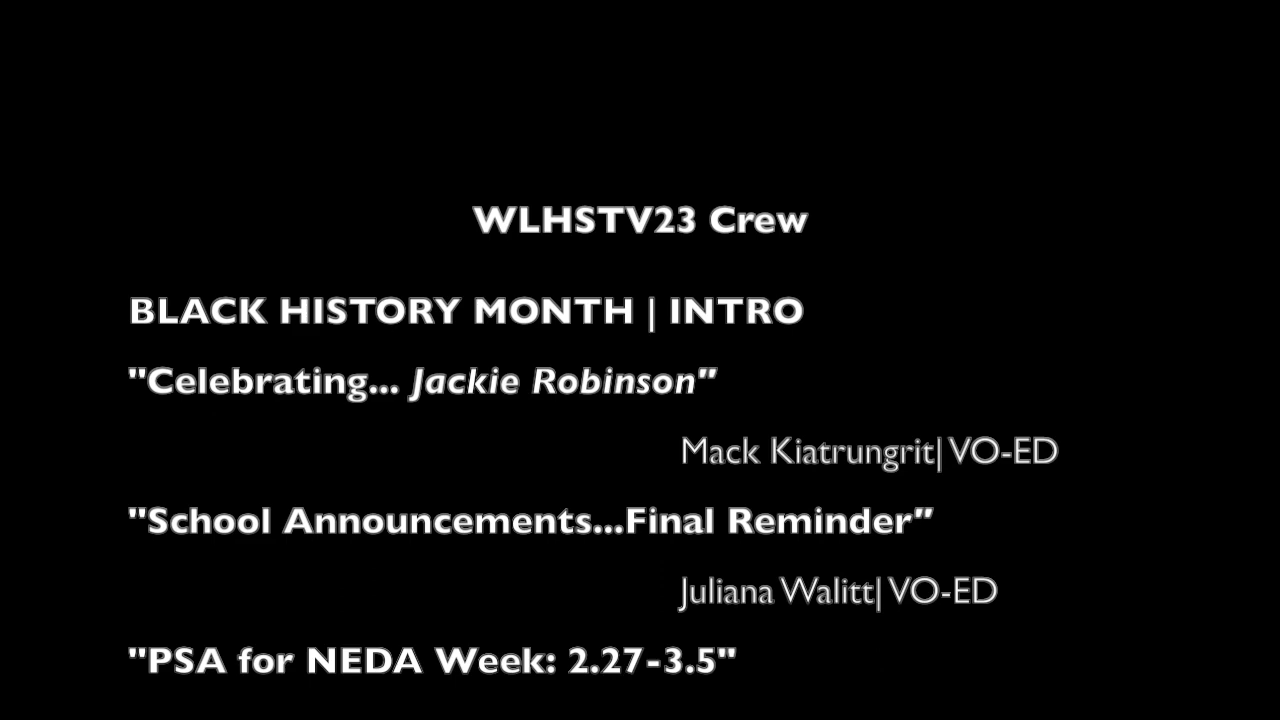 WLHSTV23 Crew
BLACK HISTORY MONTH | INTRO
"Celebrating... Jackie Robinson"
Mack Kiatrungrit| VO-ED
"School Announcements...Final Reminder"
Juliana Walitt| VO-ED
"PSA for NEDA Week: 2.27-3.5"